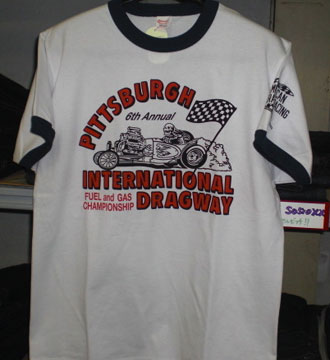 PITTSBURGH
6th Annual
INTERNATIONAL
FUEL and GAS
CHAMPIONSHIP
DRAGWAY